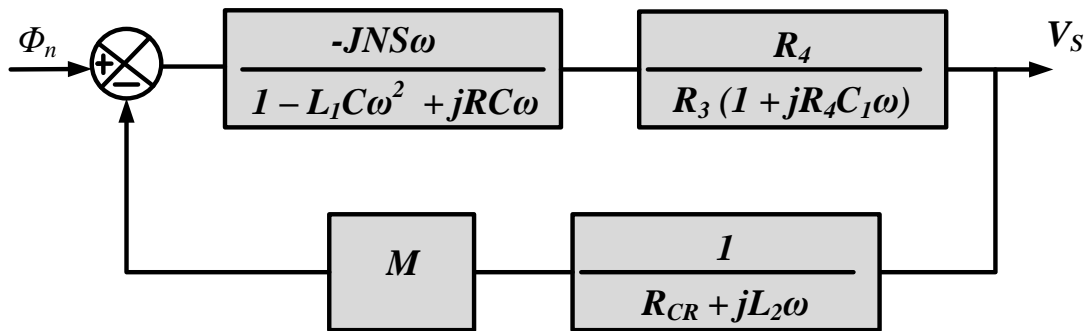 Φn
+
−
-JNSω
1 – L1Cω² + jRCω
R4
R3 (1 + jR4C1ω)
VS
M
1
RCR + jL2ω